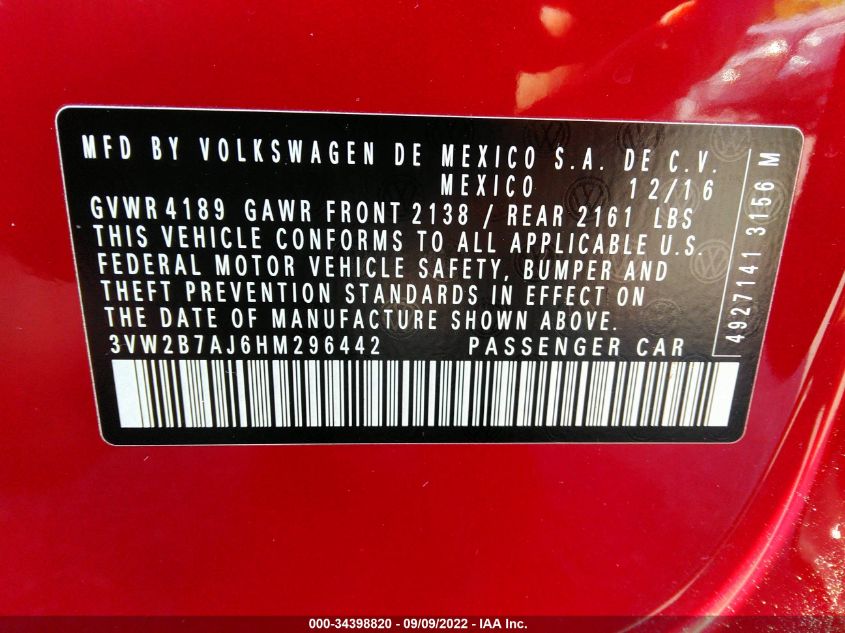 MFD BY VOLKSWAGEN DE MEXICO S.A. DE C.V.
MEXICO 12/16
GVWR 4189 GAWR FRONT 2138 / REAR 2161 LBS
THIS VEHICLE CONFORMS TO ALL APPLICABLE U.S.
FEDERAL MOTOR VEHICLE SAFETY, BUMPER AND
THEFT PREVENTION STANDARDS IN EFFECT ON
THE DATE OF MANUFACTURE SHOWN ABOVE.
3VW2B7AJ6HM296442 PASSENGER CAR
4927141 3156 M
000-34398820 - 09/09/2022 - IAA Inc.